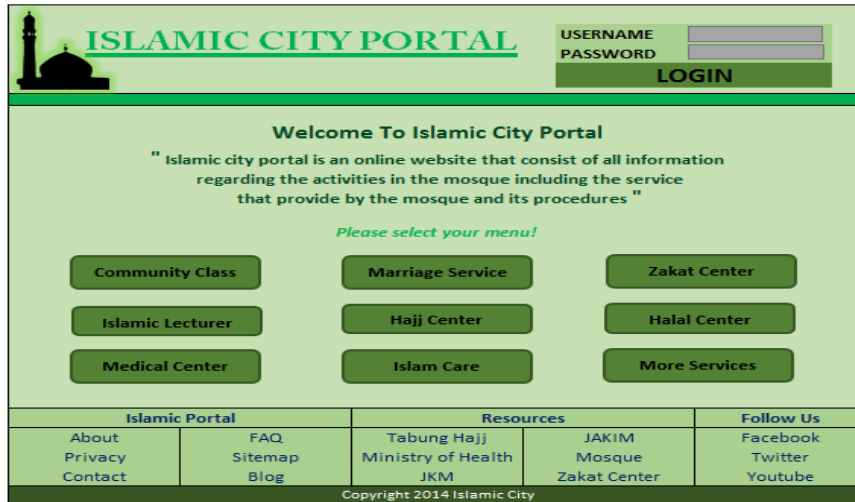 ISLAMIC CITY PORTAL
USERNAME
PASSWORD
LOGIN
Welcome To Islamic City Portal
" Islamic city portal is an online website that consist of all information
regarding the activities in the mosque including the service
that provide by the mosque and its procedures "
Please select your menu!
Community Class Marriage Service Zakat Center
Islamic Lecturer Hajj Center Halal Center
Medical Center Islam Care More Services
Islamic Portal Resources Follow Us
About FAQ Tabung Hajj JAKIM Facebook
Privacy Sitemap Ministry of Health Mosque Twitter
Contact Blog JKM Zakat Center Youtube
Copyright 2014 Islamic City